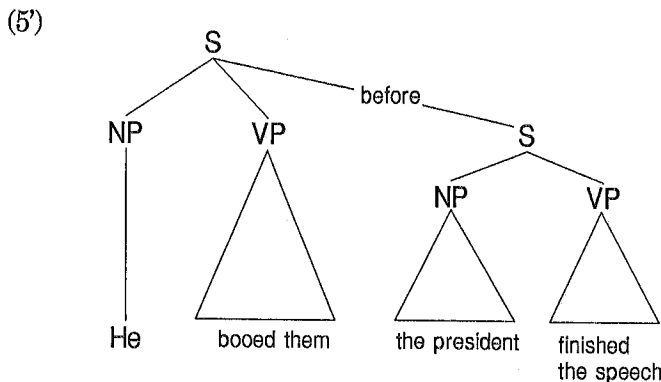 (5')
S
before
NP VP S
NP VP
He booed them the president finished
the speech